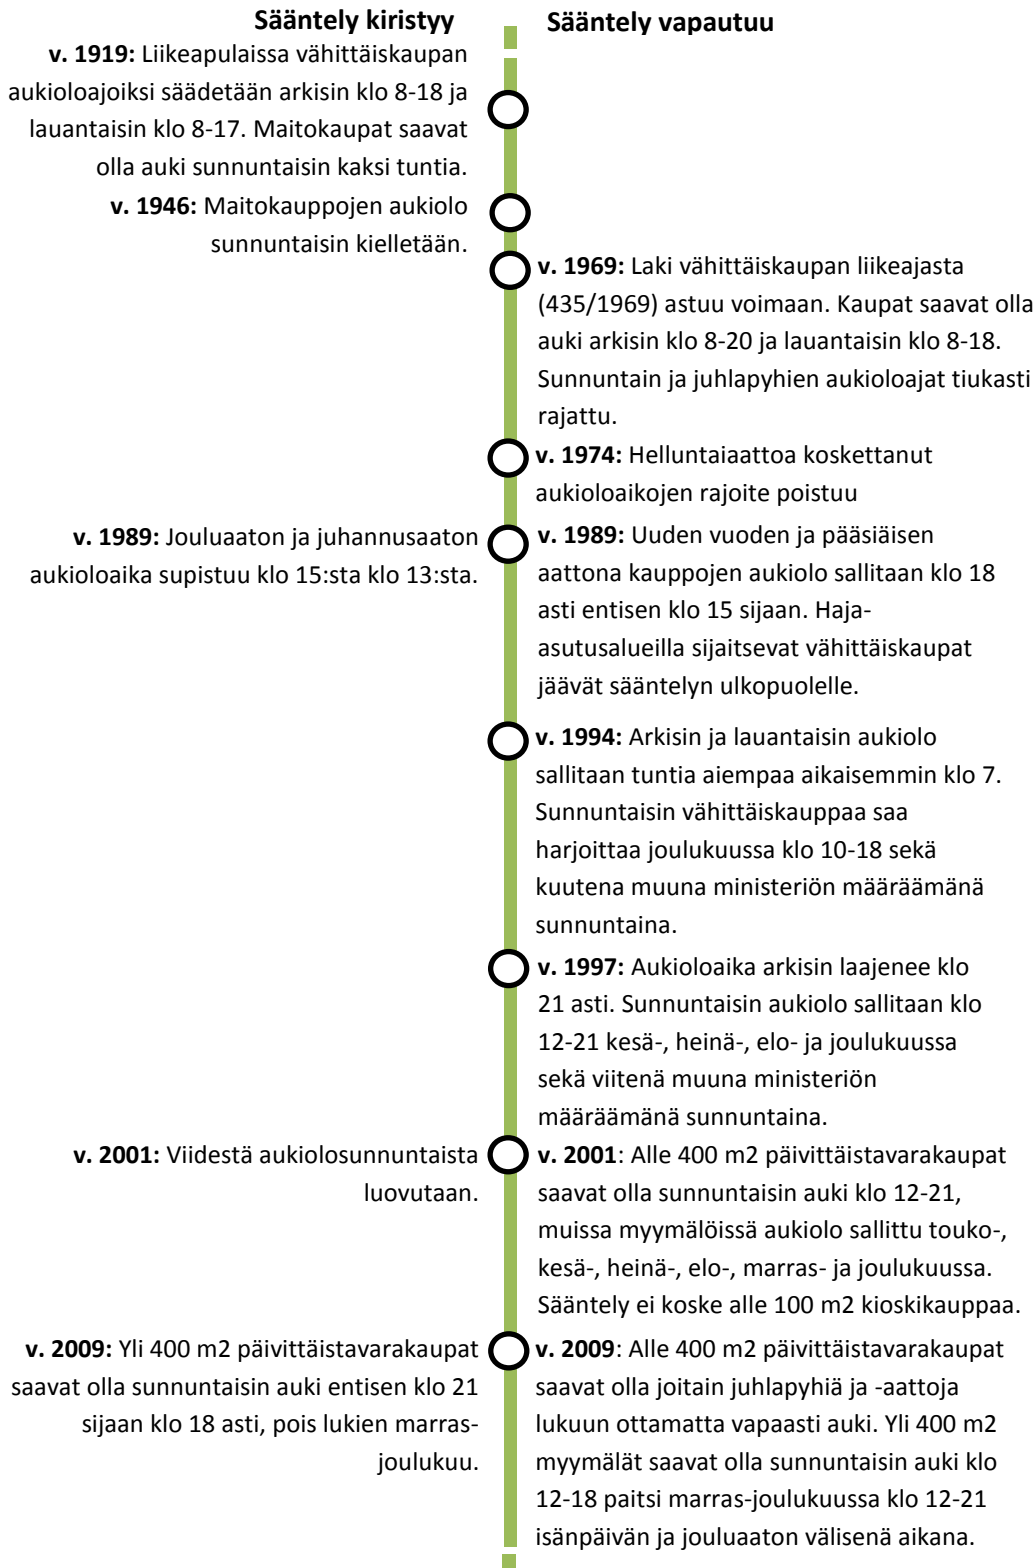 Sääntely kiristyy
Sääntely vapautuu
v. 1919: Liikeapulaissa vähittäiskaupan
aukioloajoiksi säädetään arkisin klo 8-18 ja
lauantaisin klo 8-17. Maitokaupat saavat
olla auki sunnuntaisin kaksi tuntia.
v. 1946: Maitokauppojen aukiolo
sunnuntaisin kielletään.
v. 1969: Laki vähittäiskaupan liikeajasta
(435/1969) astuu voimaan. Kaupat saavat olla
auki arkisin klo 8-20 ja lauantaisin klo 8-18.
Sunnuntain ja juhlapyhien aukioloajat tiukasti
rajattu.
v. 1974: Helluntaiaattoa koskettanut
aukioloaikojen rajoite poistuu
v. 1989: Jouluaaton ja juhannusaaton
aukioloaika supistuu klo 15:sta klo 13:sta.
v. 1989: Uuden vuoden ja pääsiäisen
aattona kauppojen aukiolo sallitaan klo 18
asti entisen klo 15 sijaan. Haja-
asutusalueilla sijaitsevat vähittäiskaupat
jäävät sääntelyn ulkopuolelle.
v. 1994: Arkisin ja lauantaisin aukiolo
sallitaan tuntia aiempaa aikaisemmin klo 7.
Sunnuntaisin vähittäiskauppaa saa
harjoittaa joulukuussa klo 10-18 sekä
kuutena muuna ministeriön määräämänä
sunnuntaina.
v. 1997: Aukioloaika arkisin laajenee klo
21 asti. Sunnuntaisin aukiolo sallitaan klo
12-21 kesä-, heinä-, elo- ja joulukuussa
sekä viitenä muuna ministeriön
määräämänä sunnuntaina.
v. 2001: Viidestä aukiolosunnuntaista
luovutaan.
v. 2001: Alle 400 m2 päivittäistavarakaupat
saavat olla sunnuntaisin auki klo 12-21,
muissa myymälöissä aukiolo sallittu touko-,
kesä-, heinä-, elo-, marras- ja joulukuussa.
Sääntely ei koske alle 100 m2 kioskikauppaa.
v. 2009: Yli 400 m2 päivittäistavarakaupat
saavat olla sunnuntaisin auki entisen klo 21
sijaan klo 18 asti, pois lukien marras-
joulukuu.
v. 2009: Alle 400 m2 päivittäistavarakaupat
saavat olla joitain juhlapyhiä ja -aattoja
lukuun ottamatta vapaasti auki. Yli 400 m2
myymälät saavat olla sunnuntaisin auki klo
12-18 paitsi marras-joulukuussa klo 12-21
isänpäivän ja jouluaaton välisenä aikana.